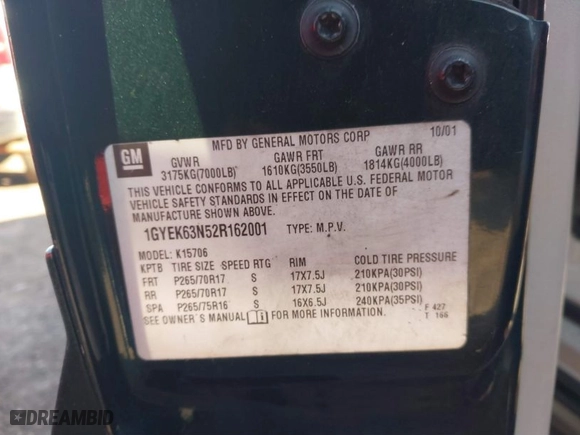 GM
MFD BY GENERAL MOTORS CORP 10/01
GVWR GAWR FRT GAWR RR
3175KG(7000LB) 1610KG(3550LB) 1814KG(4000LB)
THIS VEHICLE CONFORMS TO ALL APPLICABLE U.S. FEDERAL MOTOR
VEHICLE SAFETY STANDARDS IN EFFECT ON THE DATE OF
MANUFACTURE SHOWN ABOVE.
1GYEK63N52R162001 TYPE: M.P.V.
MODEL: K15706
KPTB TIRE SIZE SPEED RTG RIM COLD TIRE PRESSURE
FRT P265/70R17 S 17X7.5J 210KPA(30PSI)
RR P265/70R17 S 17X7.5J 210KPA(30PSI)
SPA P265/75R16 S 16X6.5J 240KPA(35PSI)
SEE OWNER'S MANUAL FOR MORE INFORMATION.
F 427
T 166
DREAMBID